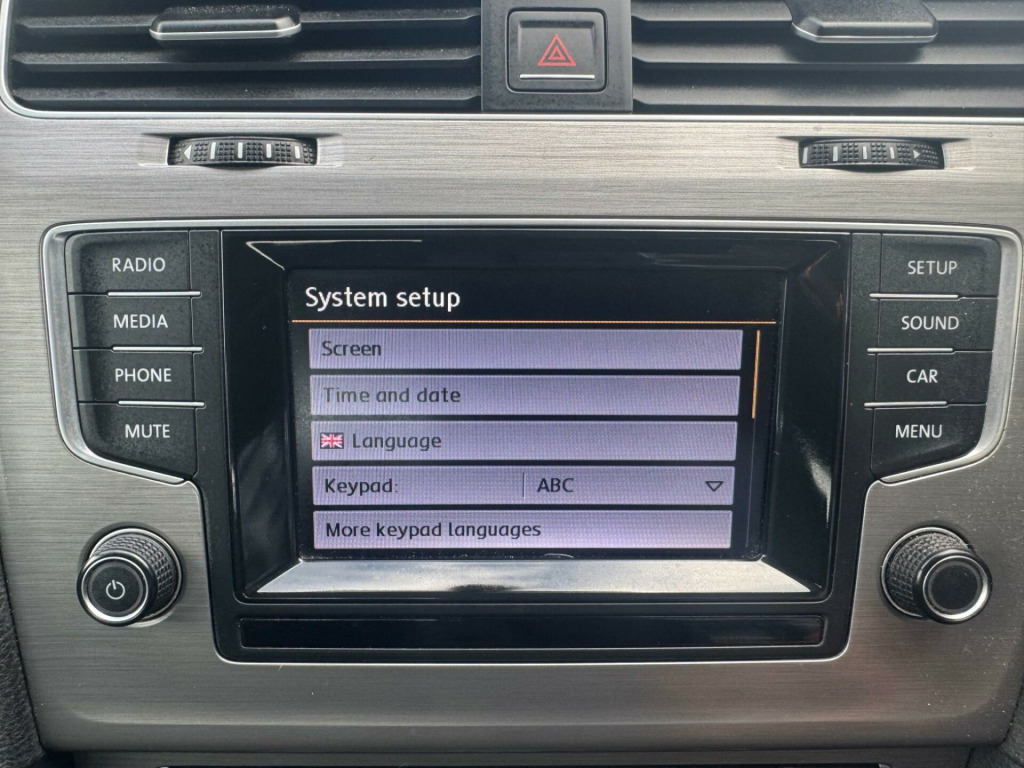 RADIO
MEDIA
PHONE
MUTE
System setup
Screen
Time and date
Language
Keypad: ABC
More keypad languages
SETUP
SOUND
CAR
MENU